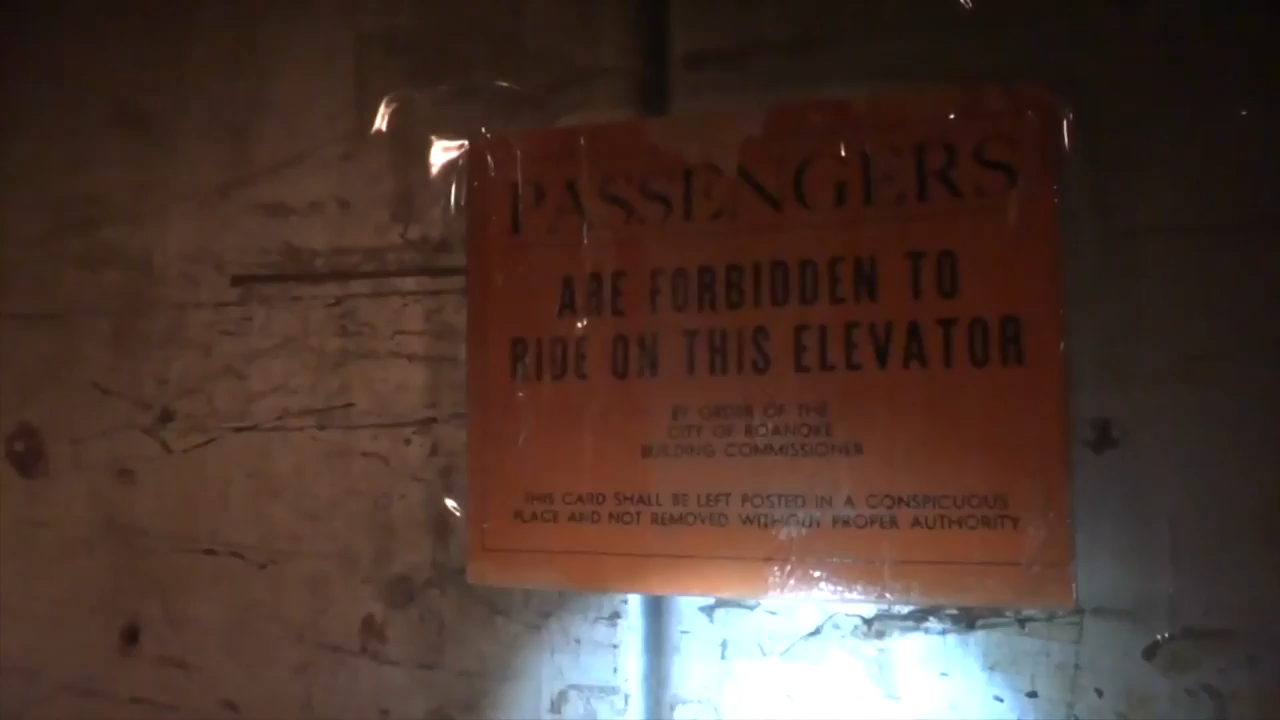 PASSENGERS
ARE FORBIDDEN TO
RIDE ON THIS ELEVATOR
BY ORDER OF THE
CITY OF ROANOKE
BUILDING COMMISSIONER
THIS CARD SHALL BE LEFT POSTED IN A CONSPICUOUS
PLACE AND NOT REMOVED WITHOUT PROPER AUTHORITY